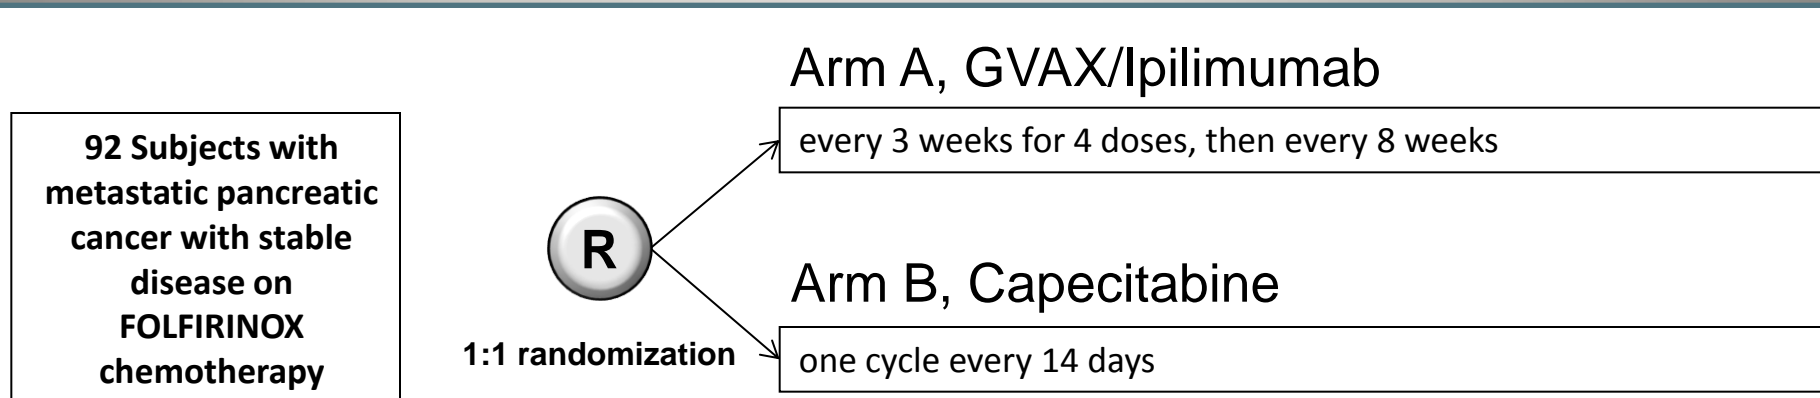 92 Subjects with
metastatic pancreatic
cancer with stable
disease on
FOLFIRINOX
chemotherapy
R
1:1 randomization
Arm A, GVAX/Ipilimumab
every 3 weeks for 4 doses, then every 8 weeks
Arm B, Capecitabine
one cycle every 14 days